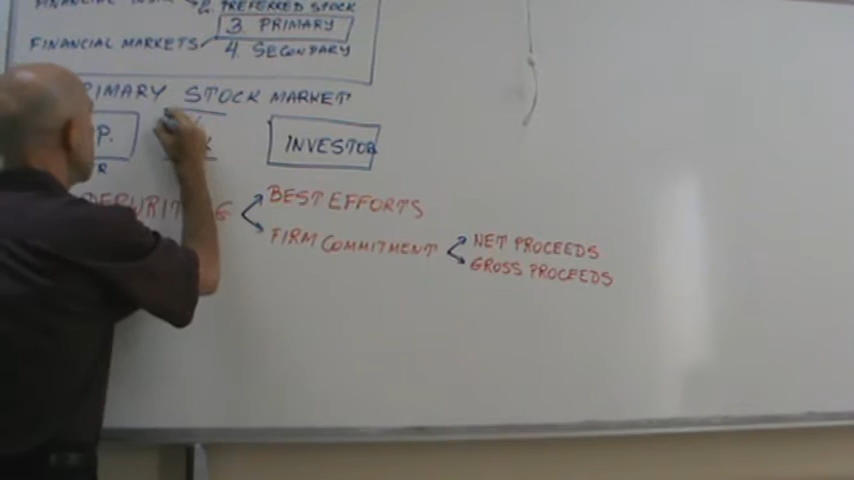 2. PREFERRED STOCK
3. PRIMARY
FINANCIAL MARKETS
4. SECONDARY
PRIMARY STOCK MARKET
P.
INVESTOR
R
BEST EFFORTS
FIRM COMMITMENT
NET PROCEEDS
GROSS PROCEEDS